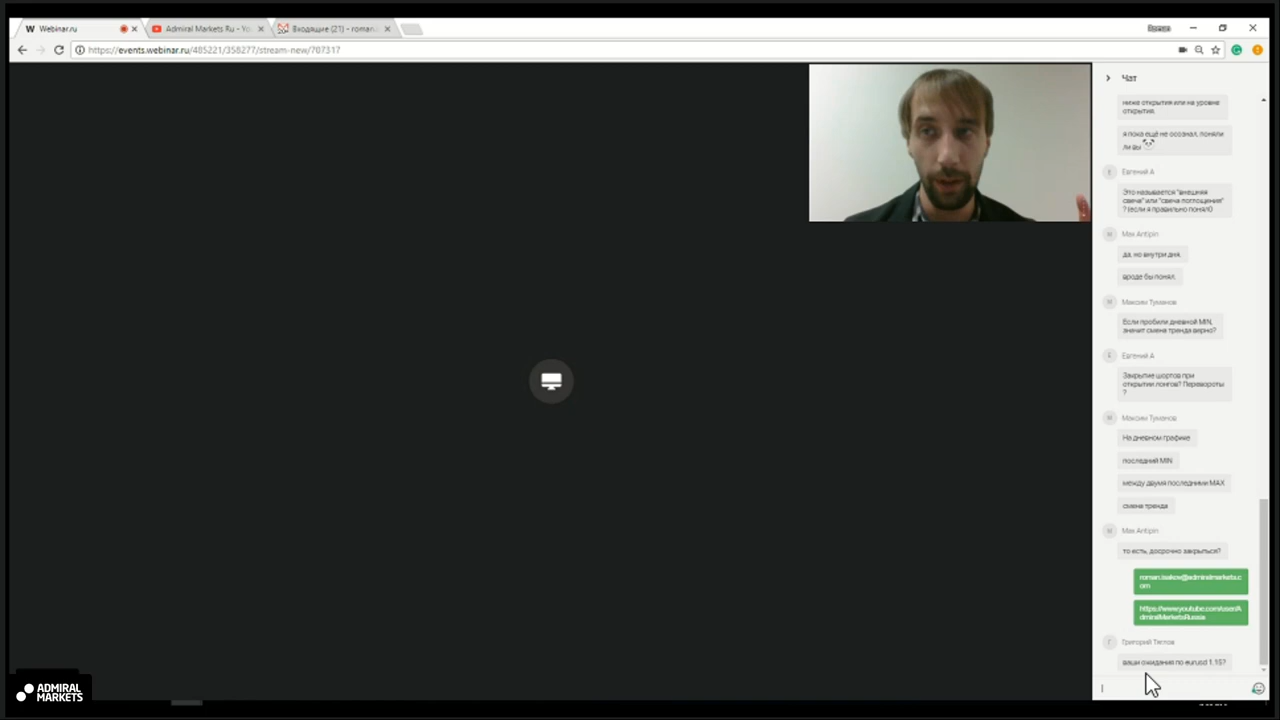 Webinar.ru
Admiral Markets Ru - Yo
Входящие (21) - roman.
https://events.webinar.ru/485221/358277/stream-new/707317
Чат
ниже открытия или на уровне
открытия.
я пока ещё не осознал, поняли
ли вы
Евгений А
Это называется "внешняя
свеча" или "свеча поглощения"
? (если я правильно понял)
Max Antipin
да, но внутри дня.
вроде бы понял.
Максим Туманов
Если пробили дневной MIN,
значит смена тренда верно?
Евгений А
Закрытие шортов при
открытии лонгов? Перевороты
?
Максим Туманов
На дневном графике
последний MIN
между двумя последними MAX
смена тренда
Max Antipin
то есть, досрочно закрыться?
roman.isakov@admiralmarkets.c
om
https://www.youtube.com/user/A
dmiralMarketsRussia
Григорий Тяглов
ваши ожидания по eurusd 1.15?
ADMIRAL
MARKETS